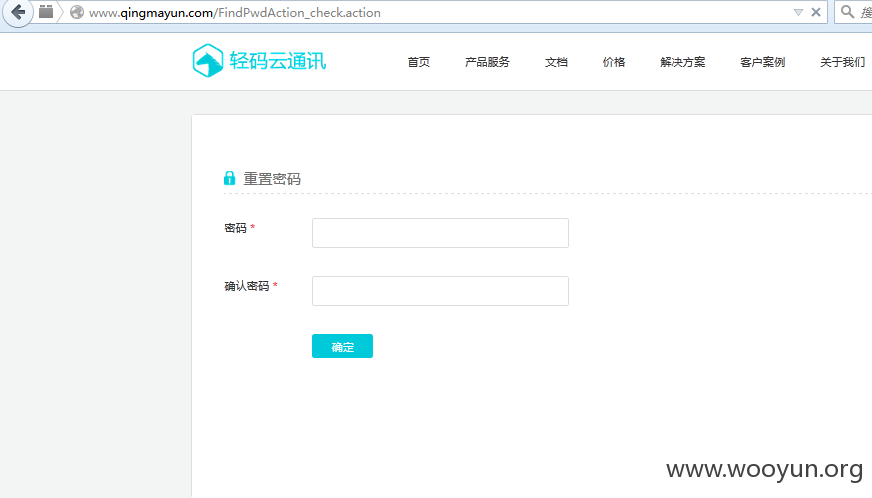 www.qingmayun.com/FindPwdAction_check.action
轻码云通讯 首页 产品服务 文档 价格 解决方案 客户案例 关于我们
重置密码
密码 *
确认密码 *
确定
www.wooyun.org